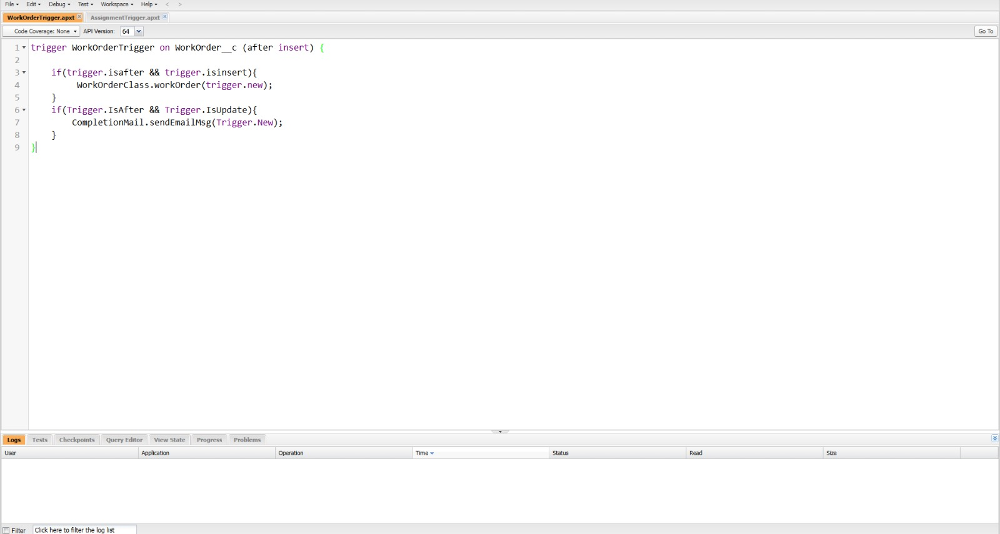 File Edit Debug Test Workspace Help < >
WorkOrderTrigger.apxt AssignmentTrigger.apxt
Code Coverage: None API Version: 64 Go To
1 trigger WorkOrderTrigger on WorkOrder__c (after insert) {
2
3 if(trigger.isafter && trigger.isinsert){
4 WorkOrderClass.workOrder(trigger.new);
5 }
6 if(Trigger.IsAfter && Trigger.IsUpdate){
7 CompletionMail.sendEmailMsg(Trigger.New);
8 }
9 }
Logs Tests Checkpoints Query Editor View State Progress Problems
User Application Operation Time Status Read Size
Filter Click here to filter the log list